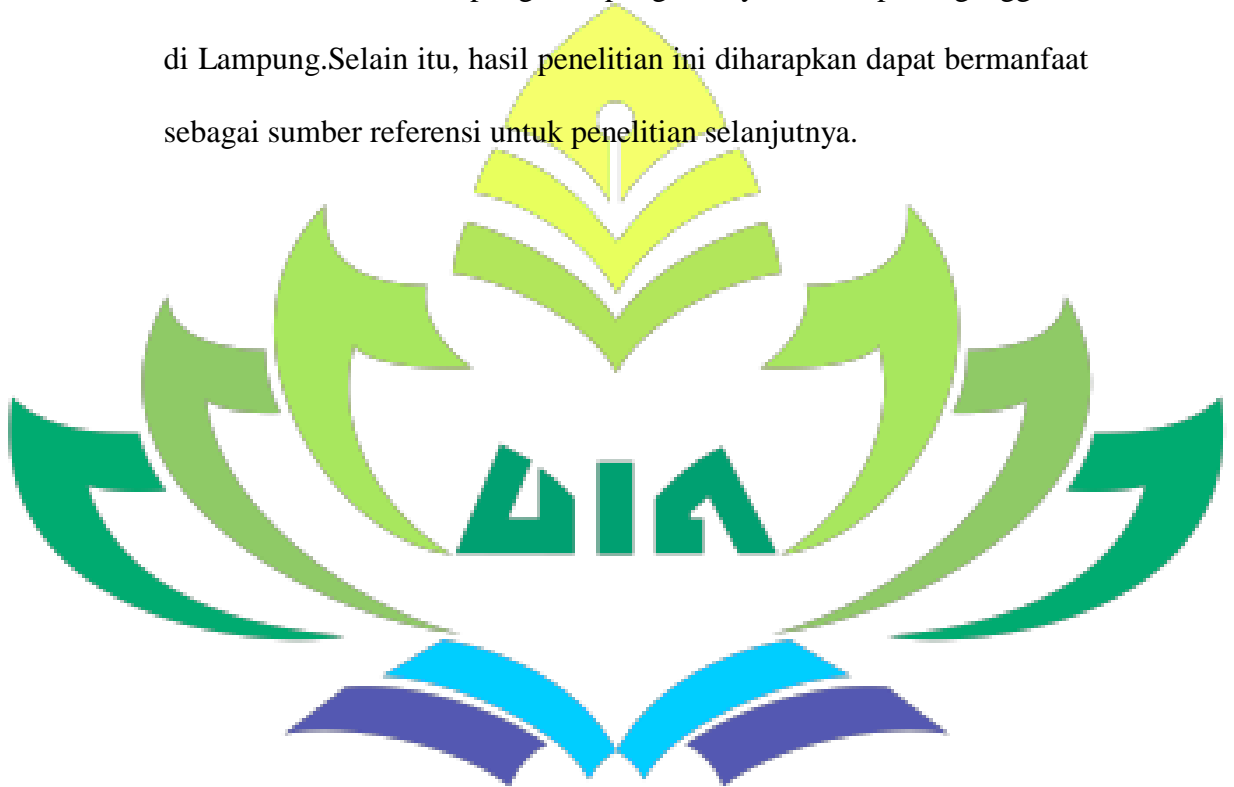 di Lampung.Selain itu, hasil penelitian ini diharapkan dapat bermanfaat
sebagai sumber referensi untuk penelitian selanjutnya.
UIN